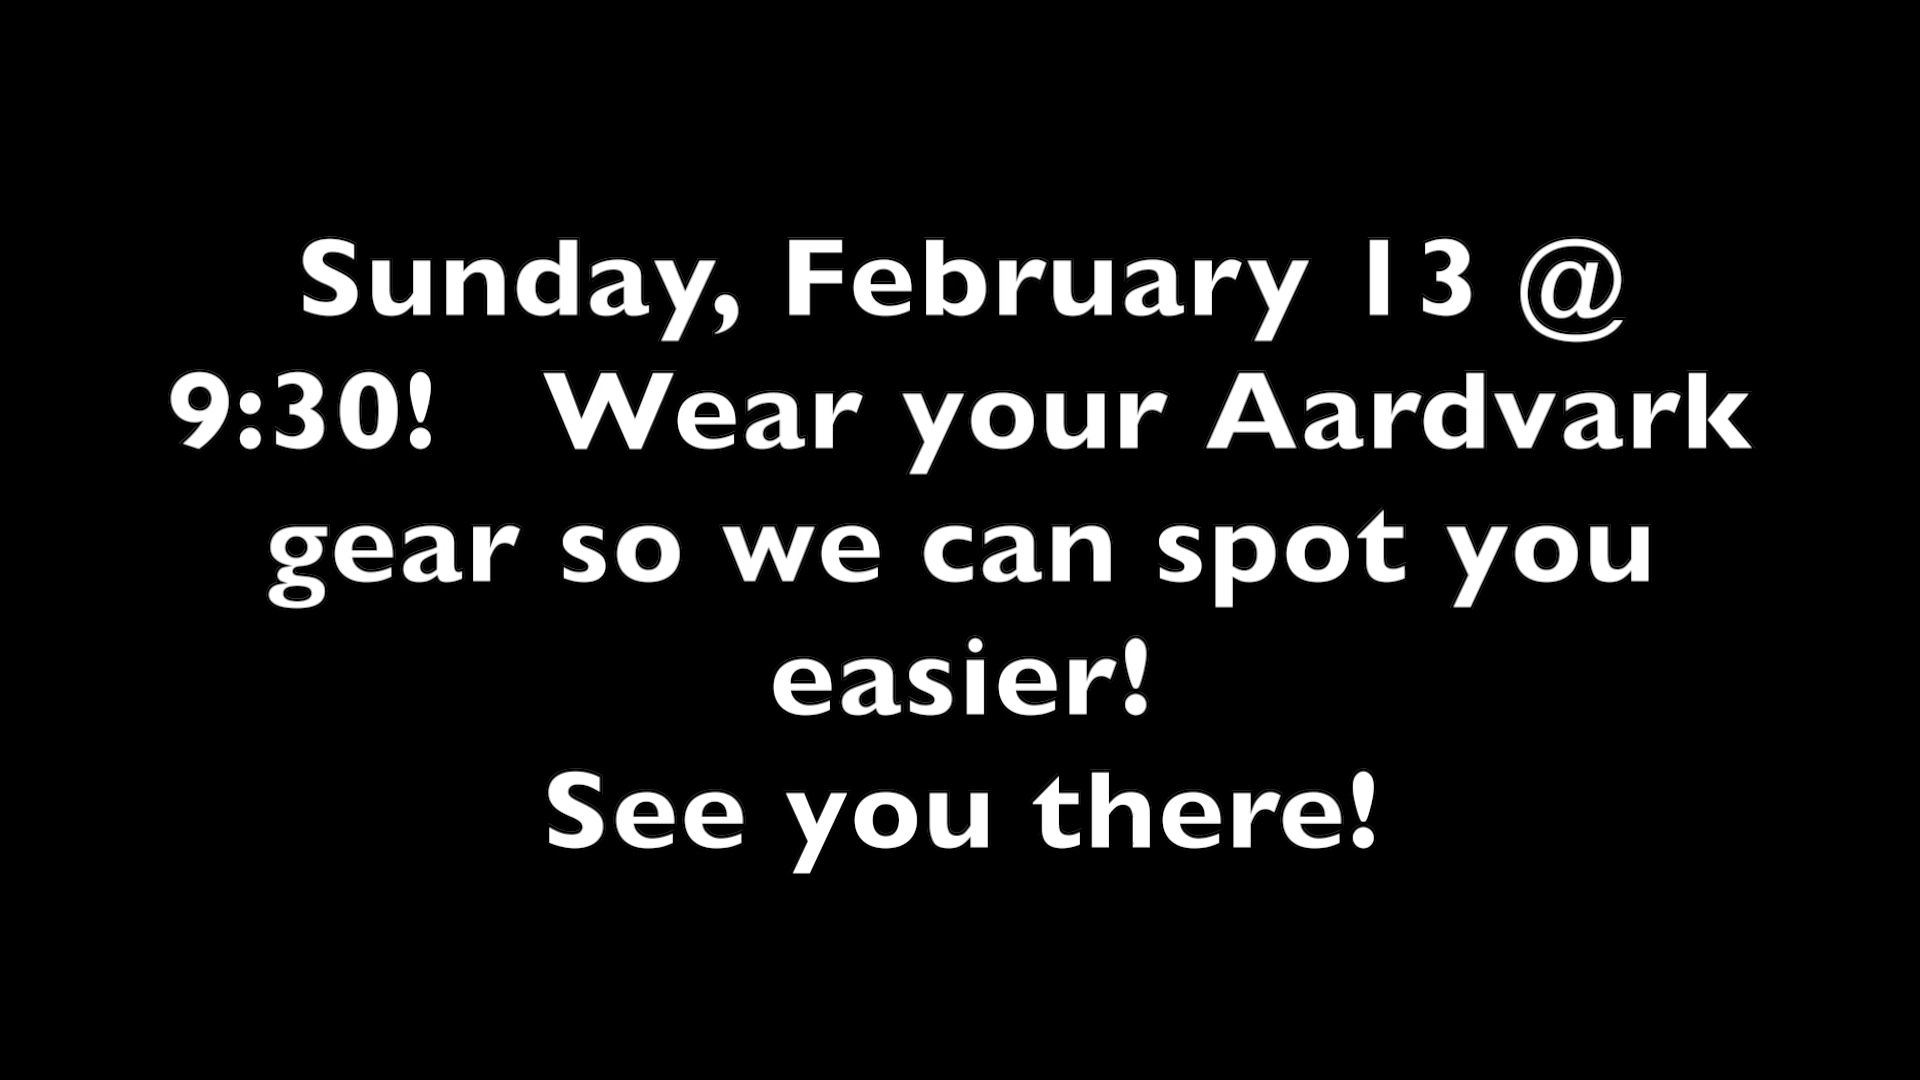 Sunday, February 13 @
9:30!   Wear your Aardvark
gear so we can spot you
easier!
See you there!